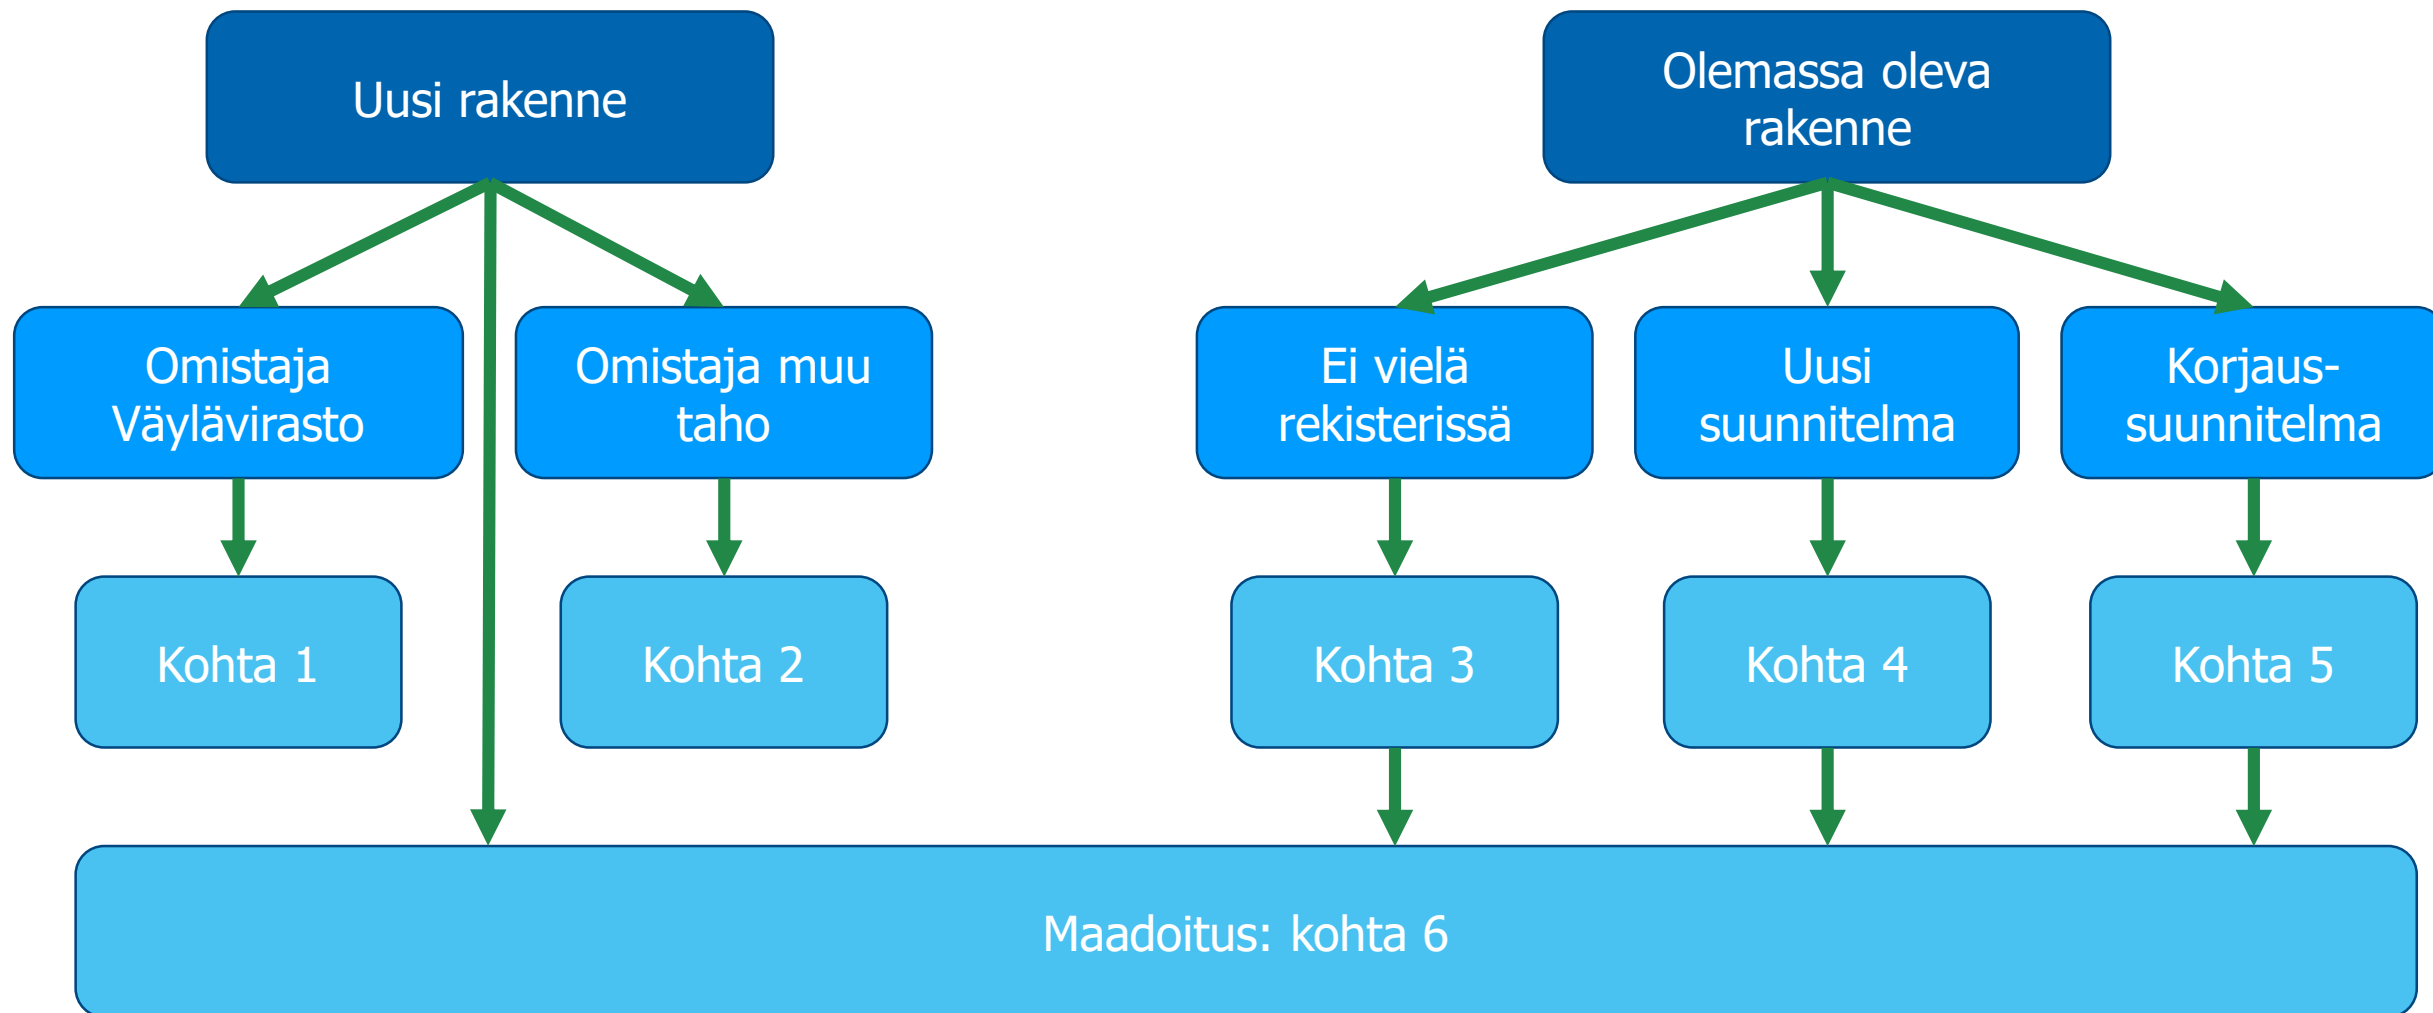 Uusi rakenne
Olemassa oleva
rakenne
Omistaja
Väylävirasto
Omistaja muu
taho
Ei vielä
rekisterissä
Uusi
suunnitelma
Korjaus-
suunnitelma
Kohta 1
Kohta 2
Kohta 3
Kohta 4
Kohta 5
Maadoitus: kohta 6